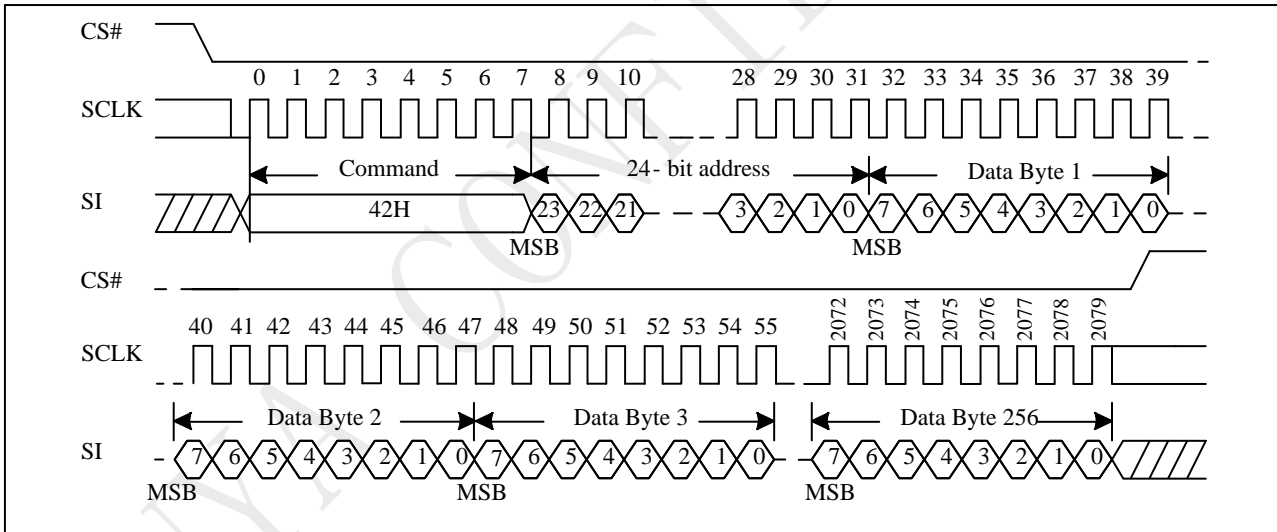 CS#
0 1 2 3 4 5 6 7 8 9 10 28 29 30 31 32 33 34 35 36 37 38 39
SCLK
Command 24- bit address Data Byte 1
SI 42H 23 22 21 3 2 1 0 7 6 5 4 3 2 1 0
MSB MSB
CS#
40 41 42 43 44 45 46 47 48 49 50 51 52 53 54 55 2072 2073 2074 2075 2076 2077 2078 2079
SCLK
Data Byte 2 Data Byte 3 Data Byte 256
SI 7 6 5 4 3 2 1 0 7 6 5 4 3 2 1 0 7 6 5 4 3 2 1 0
MSB MSB MSB